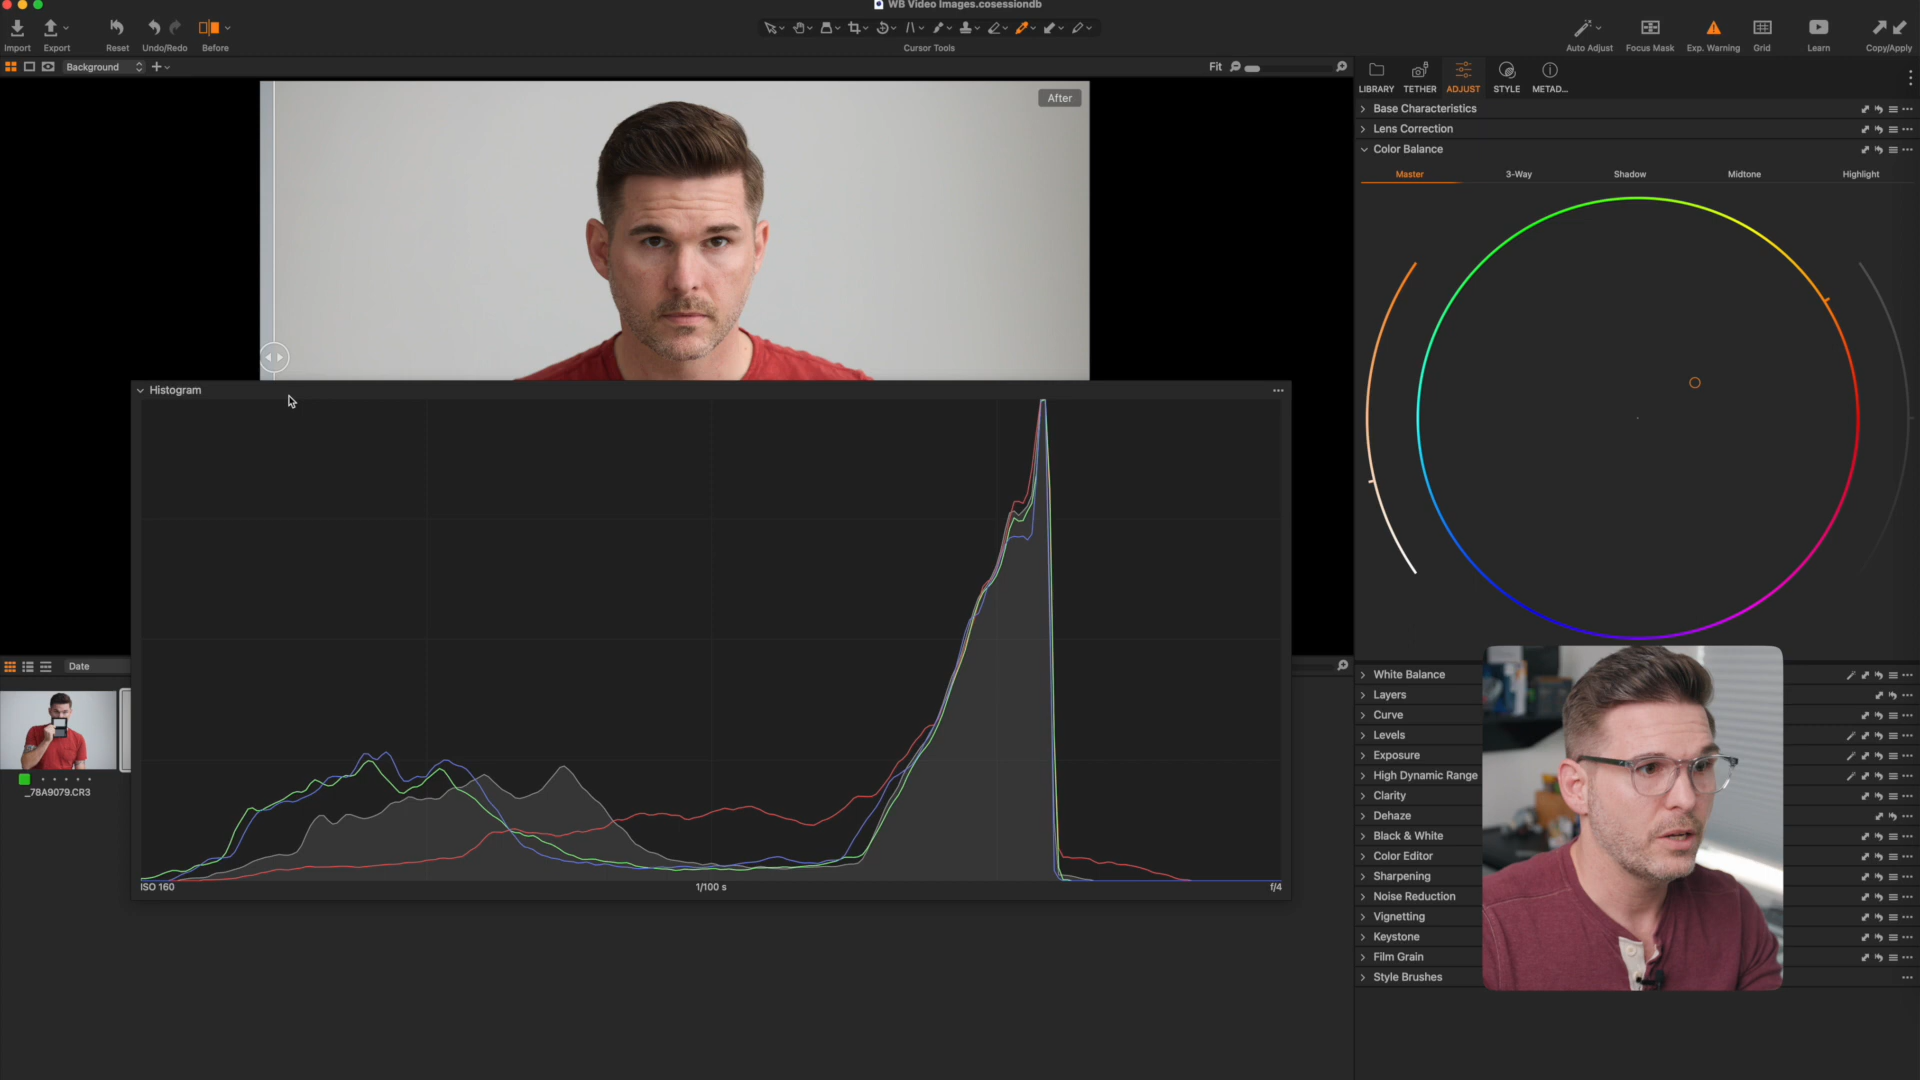 WB Video Images.cosessiondb
Import
Export
Reset
Undo/Redo
Before
Cursor Tools
Auto Adjust
Focus Mask
Exp. Warning
Grid
Learn
Copy/Apply
Background
Fit
LIBRARY
TETHER
ADJUST
STYLE
METAD...
After
Base Characteristics
Lens Correction
Color Balance
Master
3-Way
Shadow
Midtone
Highlight
Histogram
ISO 160
1/100 s
f/4
Date
_78A9079.CR3
White Balance
Layers
Curve
Levels
Exposure
High Dynamic Range
Clarity
Dehaze
Black & White
Color Editor
Sharpening
Noise Reduction
Vignetting
Keystone
Film Grain
Style Brushes